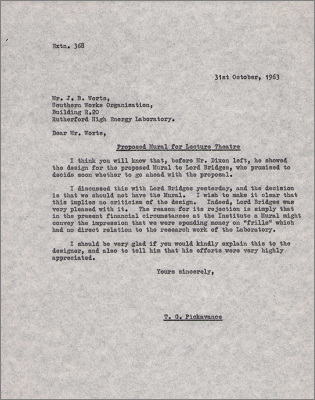 Extn. 368
31st October, 1963
Mr. J. B. Worts,
Southern Works Organisation,
Building R.20
Rutherford High Energy Laboratory.
Dear Mr. Worts,
Proposed Mural for Lecture Theatre
I think you will know that, before Mr. Dixon left, he showed
the design for the proposed Mural to Lord Bridges, who promised to
decide soon whether to go ahead with the proposal.
I discussed this with Lord Bridges yesterday, and the decision
is that we should not have the Mural. I wish to make it clear that
this implies no criticism of the design. Indeed, Lord Bridges was
very pleased with it. The reason for its rejection is simply that
in the present financial circumstances at the Institute a Mural might
convey the impression that we were spending money on "frills" which
had no direct relation to the research work of the Laboratory.
I should be very glad if you would kindly explain this to the
designer, and also to tell him that his efforts were very highly
appreciated.
Yours sincerely,
T. G. Pickavance